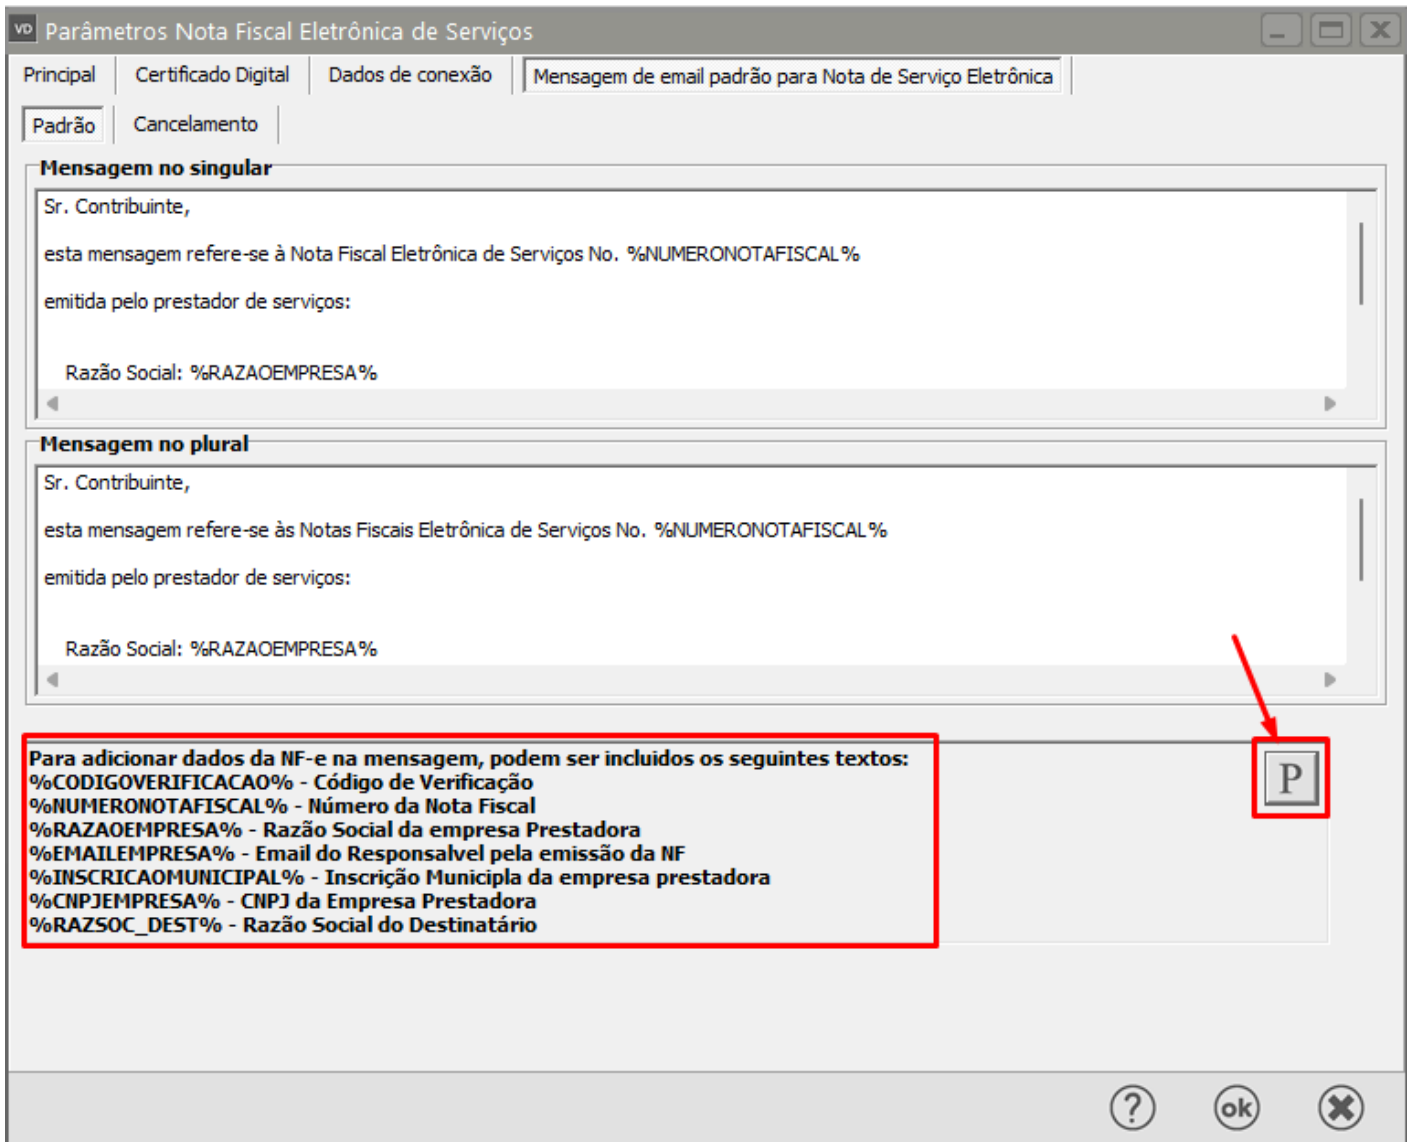 VD Parâmetros Nota Fiscal Eletrônica de Serviços
Principal Certificado Digital Dados de conexão Mensagem de email padrão para Nota de Serviço Eletrônica
Padrão Cancelamento
Mensagem no singular
Sr. Contribuinte,
esta mensagem refere-se à Nota Fiscal Eletrônica de Serviços No. %NUMERONOTAFISCAL%
emitida pelo prestador de serviços:
Razão Social: %RAZAOEMPRESA%
Mensagem no plural
Sr. Contribuinte,
esta mensagem refere-se às Notas Fiscais Eletrônica de Serviços No. %NUMERONOTAFISCAL%
emitida pelo prestador de serviços:
Razão Social: %RAZAOEMPRESA%
Para adicionar dados da NF-e na mensagem, podem ser incluidos os seguintes textos:
%CODIGOVERIFICACAO% - Código de Verificação
%NUMERONOTAFISCAL% - Número da Nota Fiscal
%RAZAOEMPRESA% - Razão Social da empresa Prestadora
%EMAILEMPRESA% - Email do Responsalvel pela emissão da NF
%INSCRICAOMUNICIPAL% - Inscrição Municipla da empresa prestadora
%CNPJEMPRESA% - CNPJ da Empresa Prestadora
%RAZSOC_DEST% - Razão Social do Destinatário
P
? ok